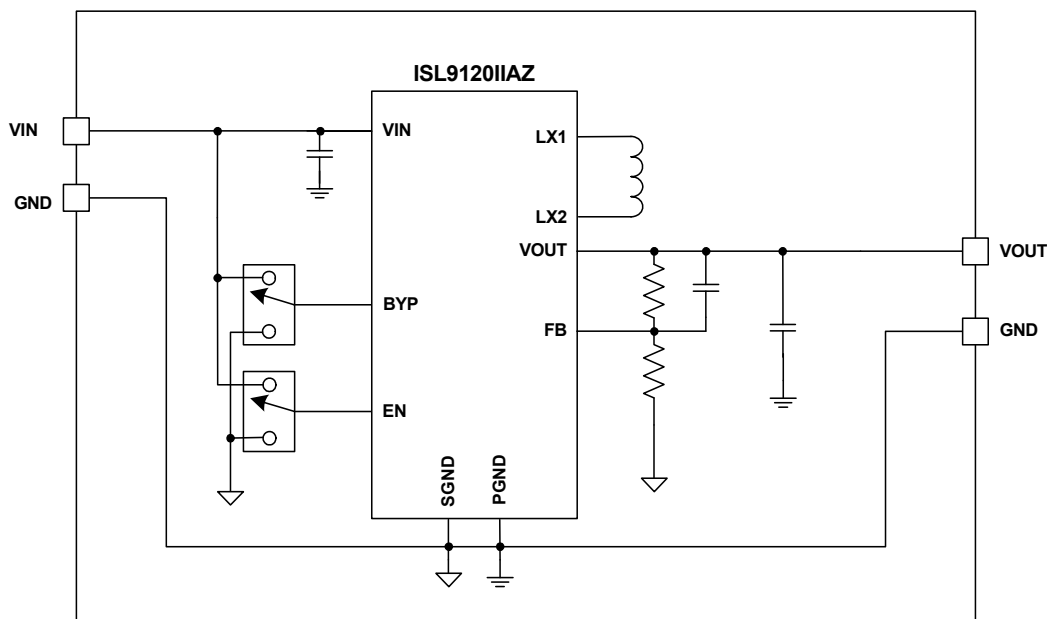 ISL9120IIAZ
VIN
VIN
LX1
GND
LX2
VOUT
VOUT
BYP
FB
GND
EN
SGND
PGND